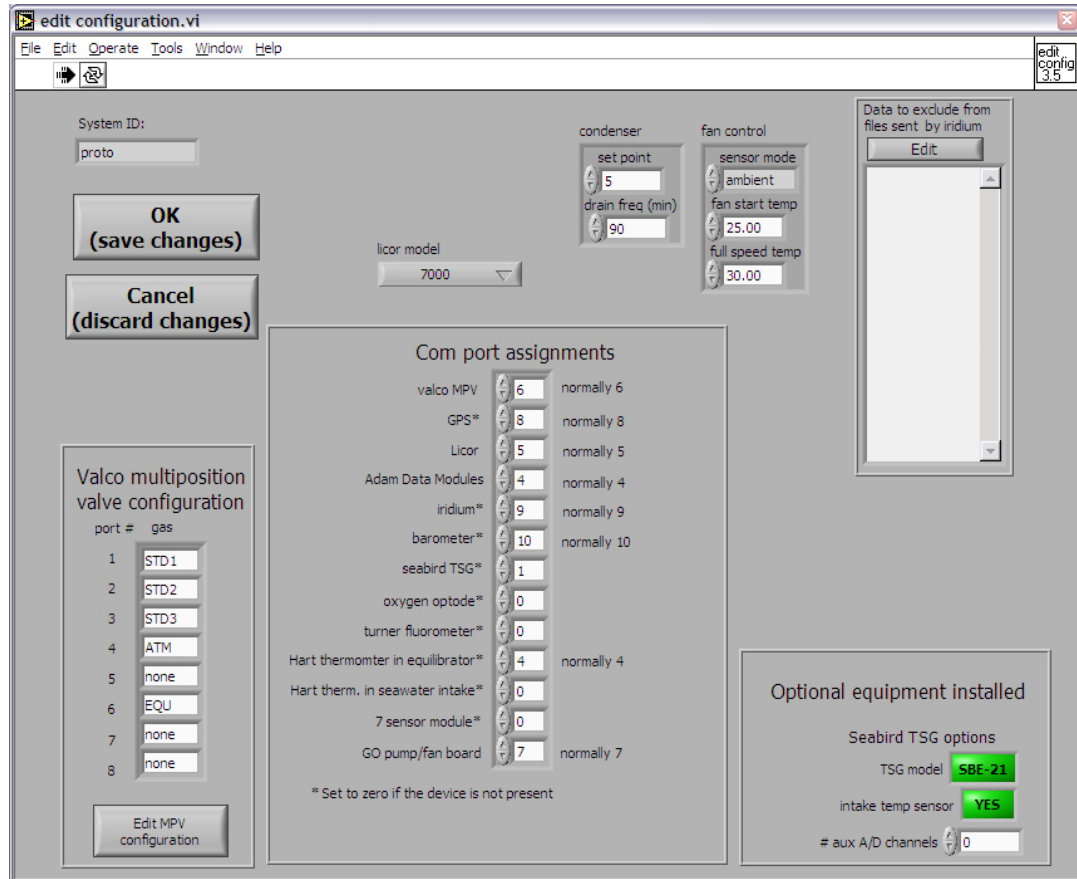 edit configuration.vi
File Edit Operate Tools Window Help
edit
config
3.5
System ID:
proto
OK
(save changes)
Cancel
(discard changes)
licor model
7000
condenser
set point
5
drain freq (min)
90
fan control
sensor mode
ambient
fan start temp
25.00
full speed temp
30.00
Data to exclude from
files sent by iridium
Edit
Com port assignments
valco MPV 6 normally 6
GPS* 8 normally 8
Licor 5 normally 5
Adam Data Modules 4 normally 4
iridium* 9 normally 9
barometer* 10 normally 10
seabird TSG* 1
oxygen optode* 0
turner fluorometer* 0
Hart thermomter in equilibrator* 4 normally 4
Hart therm. in seawater intake* 0
7 sensor module* 0
GO pump/fan board 7 normally 7
* Set to zero if the device is not present
Valco multiposition
valve configuration
port # gas
1 STD1
2 STD2
3 STD3
4 ATM
5 none
6 EQU
7 none
8 none
Edit MPV
configuration
Optional equipment installed
Seabird TSG options
TSG model SBE-21
intake temp sensor YES
# aux A/D channels 0